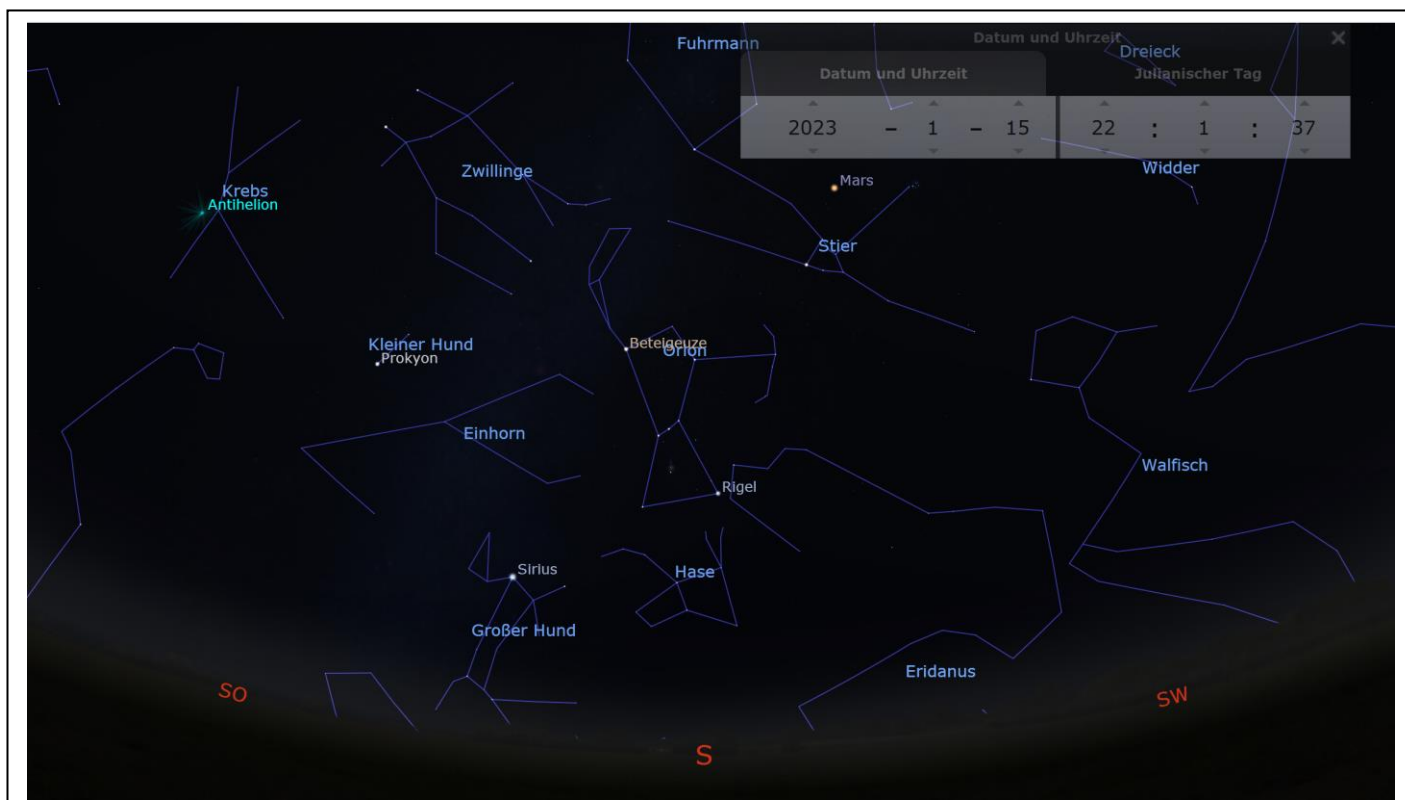 Datum und Uhrzeit
Datum und Uhrzeit Julianischer Tag
2023 – 1 – 15 22 : 1 : 37
Fuhrmann
Dreieck
Zwillinge
Widder
Mars
Krebs
Antihelion
Stier
Kleiner Hund
Prokyon
Beteigeuze
Orion
Einhorn
Walfisch
Rigel
Sirius
Hase
Großer Hund
Eridanus
SO
SW
S